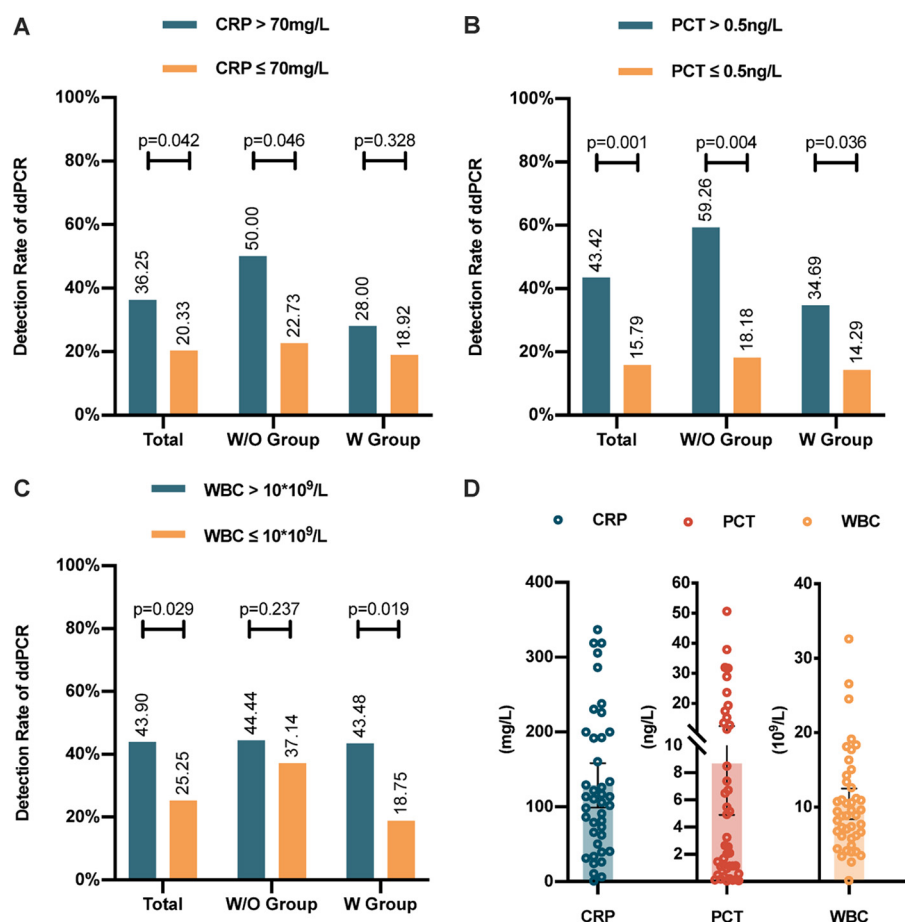 A
CRP > 70mg/L
CRP ≤ 70mg/L
Detection Rate of ddPCR
100%
80%
60%
40%
20%
0%
p=0.042
p=0.046
p=0.328
36.25
20.33
50.00
22.73
28.00
18.92
Total
W/O Group
W Group
B
PCT > 0.5ng/L
PCT ≤ 0.5ng/L
Detection Rate of ddPCR
100%
80%
60%
40%
20%
0%
p=0.001
p=0.004
p=0.036
43.42
15.79
59.26
18.18
34.69
14.29
Total
W/O Group
W Group
C
WBC > 10*10⁹/L
WBC ≤ 10*10⁹/L
Detection Rate of ddPCR
100%
80%
60%
40%
20%
0%
p=0.029
p=0.237
p=0.019
43.90
25.25
44.44
37.14
43.48
18.75
Total
W/O Group
W Group
D
CRP
PCT
WBC
(mg/L)
400
300
200
100
0
CRP
(ng/L)
60
50
40
30
20
10
8
6
4
2
PCT
(10⁹/L)
40
30
20
10
0
WBC